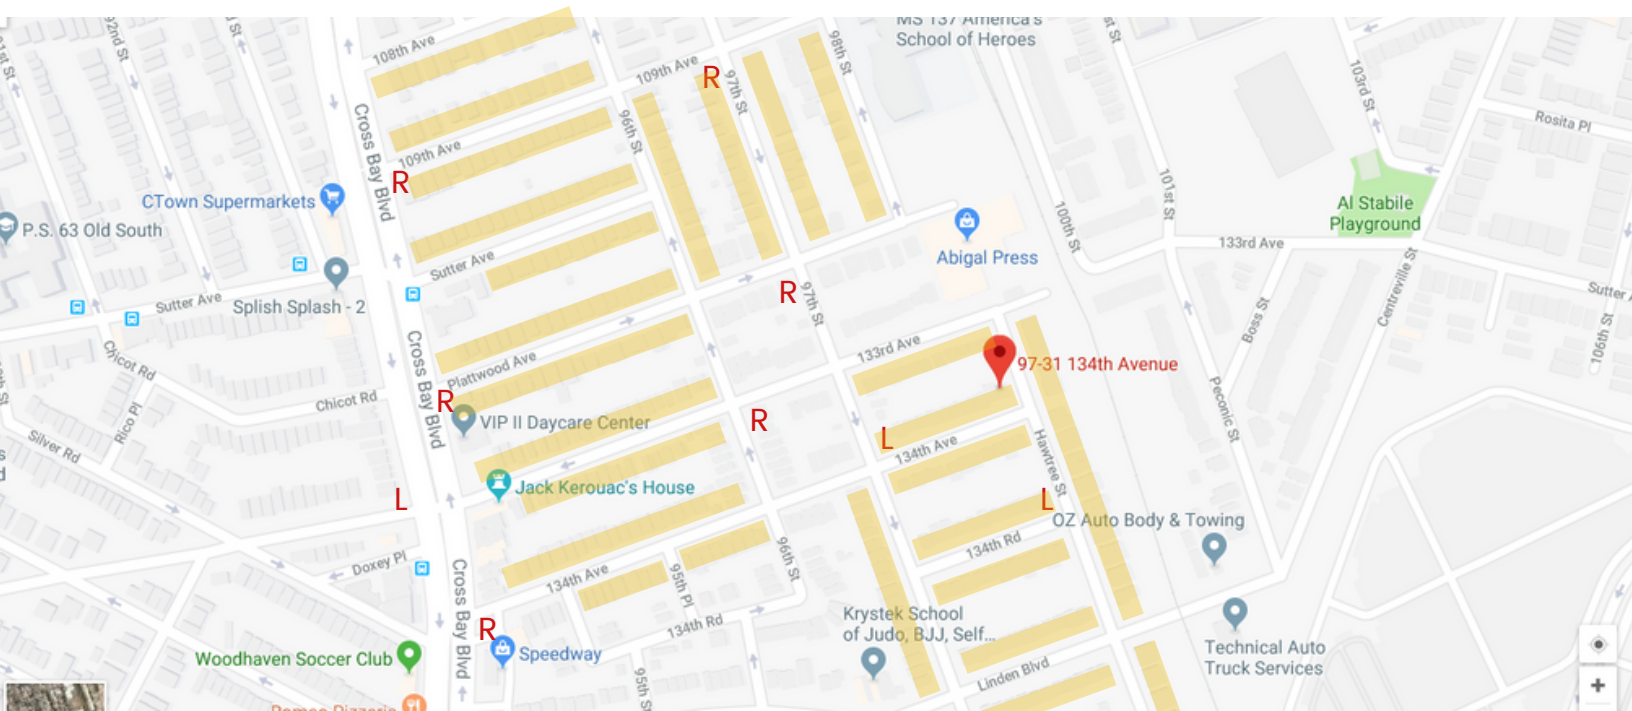 MS 137 America's
School of Heroes
108th Ave
92nd St
109th Ave
R
97th St
98th St
103rd St
Rosita Pl
Cross Bay Blvd
96th St
109th Ave
R
CTown Supermarkets
P.S. 63 Old South
101st St
Al Stabile
Playground
100th St
133rd Ave
Abigal Press
Sutter Ave
Sutter Ave
Splish Splash - 2
R
97th St
Centreville St
Sutter
Boss St
106th St
Chicot Rd
Cross Bay Blvd
Plattwood Ave
133rd Ave
97-31 134th Avenue
Chicot Rd
R
VIP II Daycare Center
R
Peconic St
Rico Pl
Silver Rd
L
134th Ave
Hawtree St
Jack Kerouac's House
L
L
OZ Auto Body & Towing
134th Rd
Doxey Pl
Cross Bay Blvd
134th Ave
95th Pl
96th St
Krystek School
of Judo, BJJ, Self...
134th Rd
R
Speedway
Woodhaven Soccer Club
Technical Auto
Truck Services
Linden Blvd
95th S
Romeo Pizzeria
+